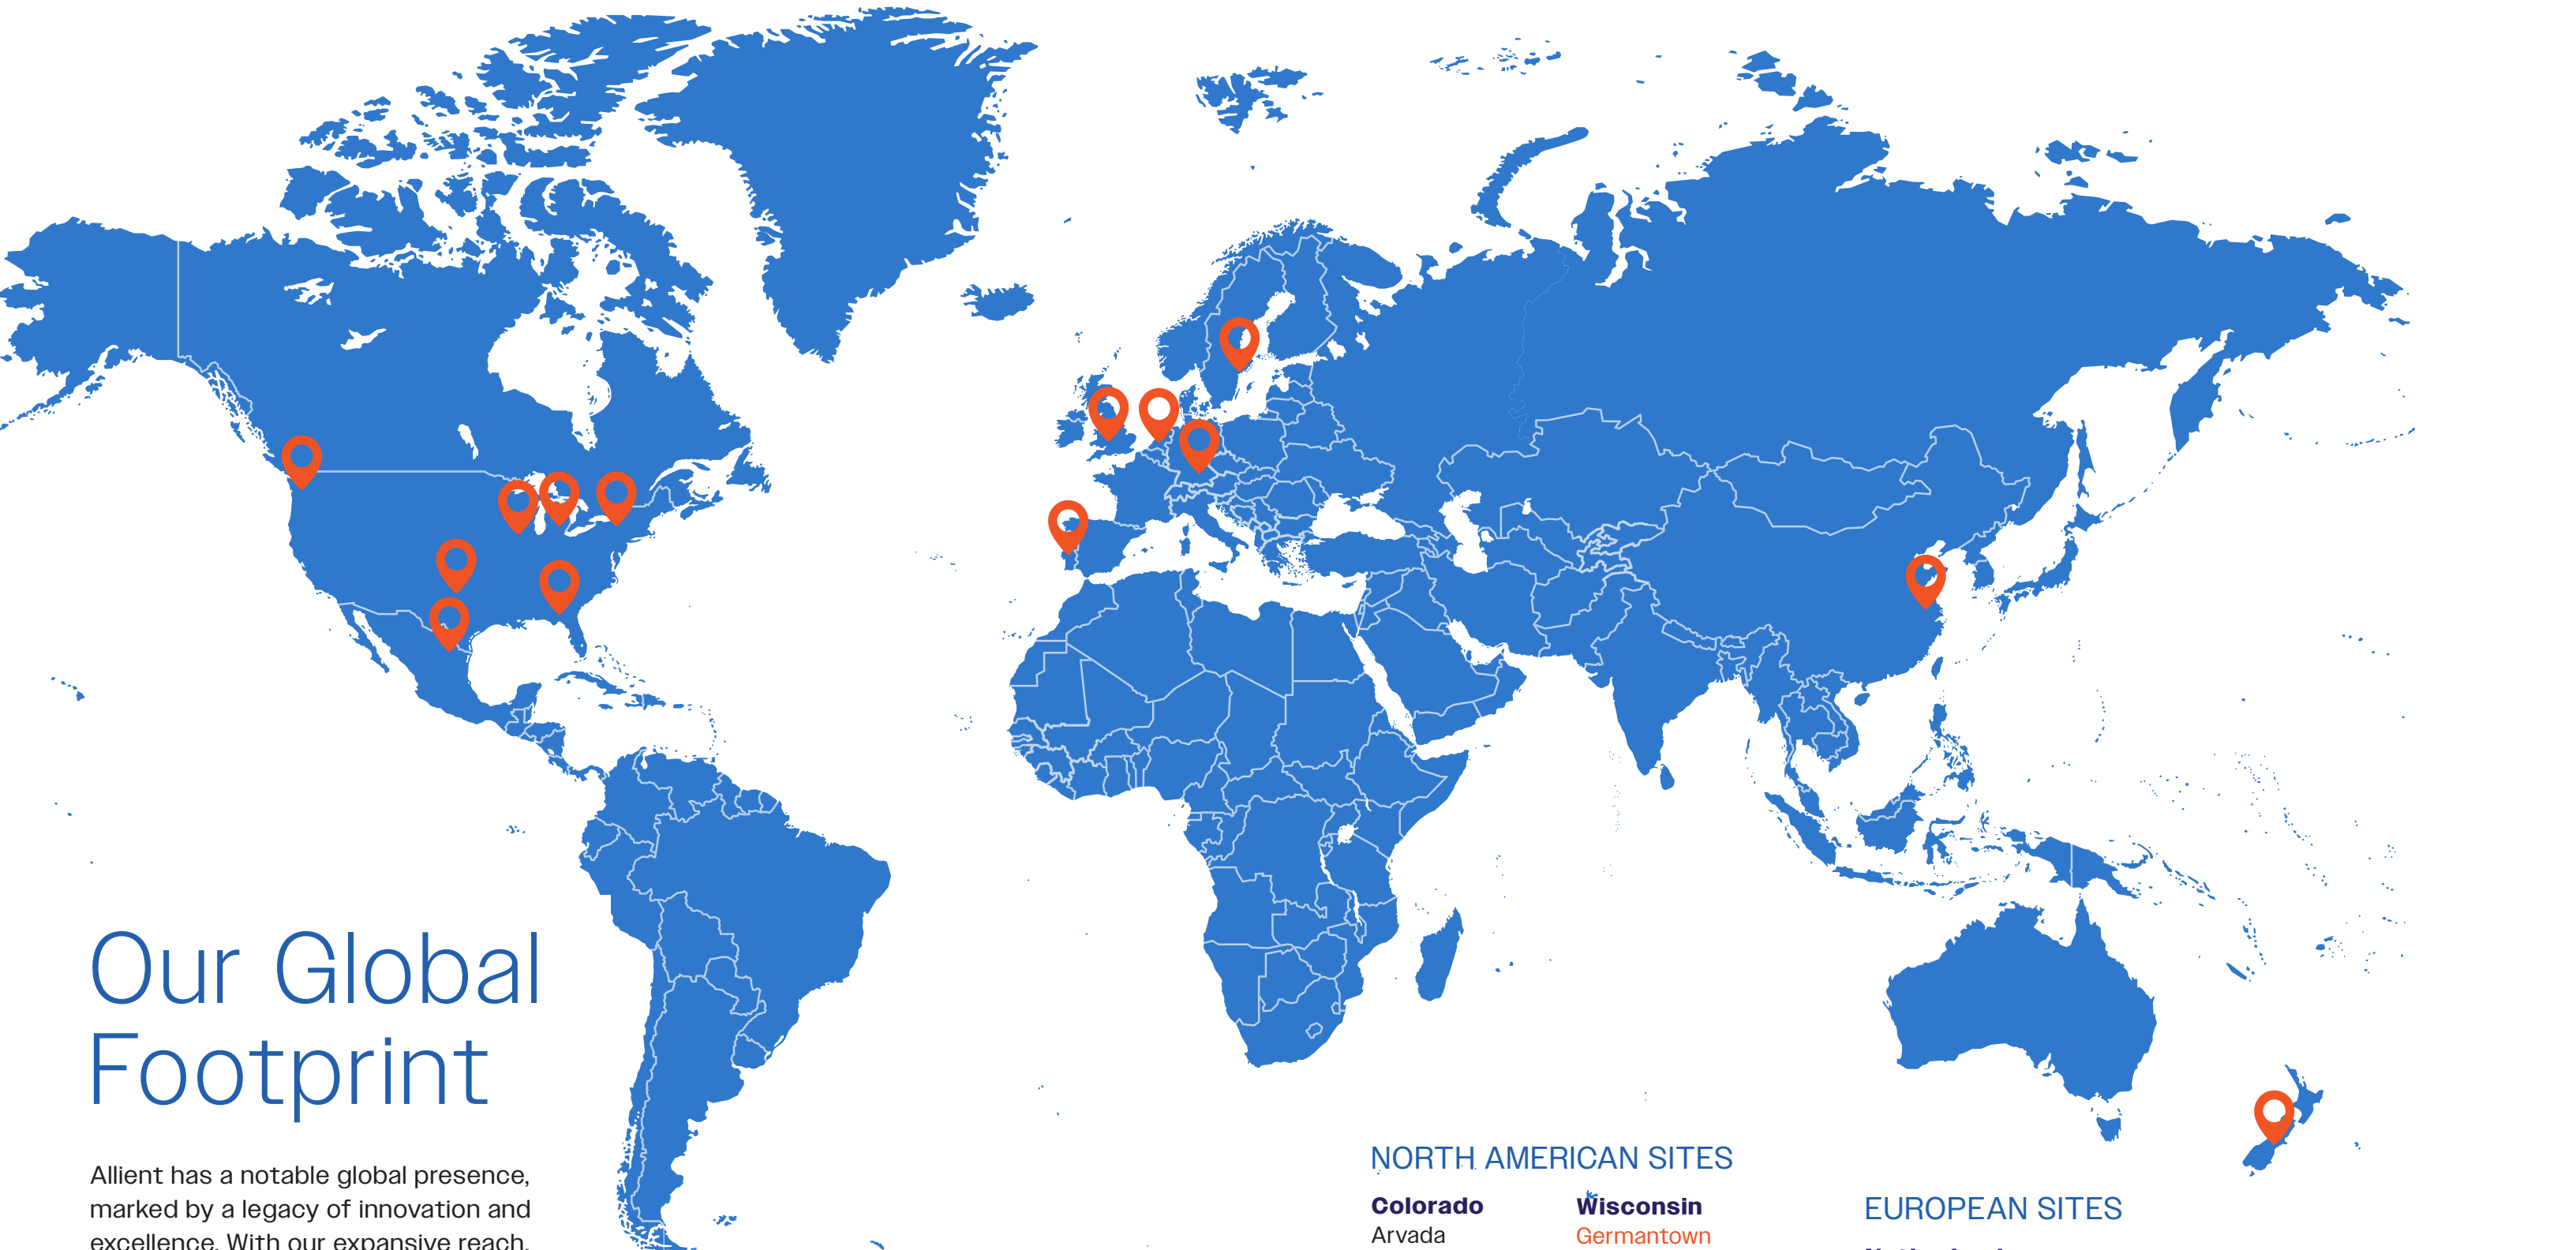 Our Global
Footprint
Allient has a notable global presence,
marked by a legacy of innovation and
excellence. With our expansive reach,
NORTH AMERICAN SITES
Colorado
Arvada
Wisconsin
Germantown
EUROPEAN SITES